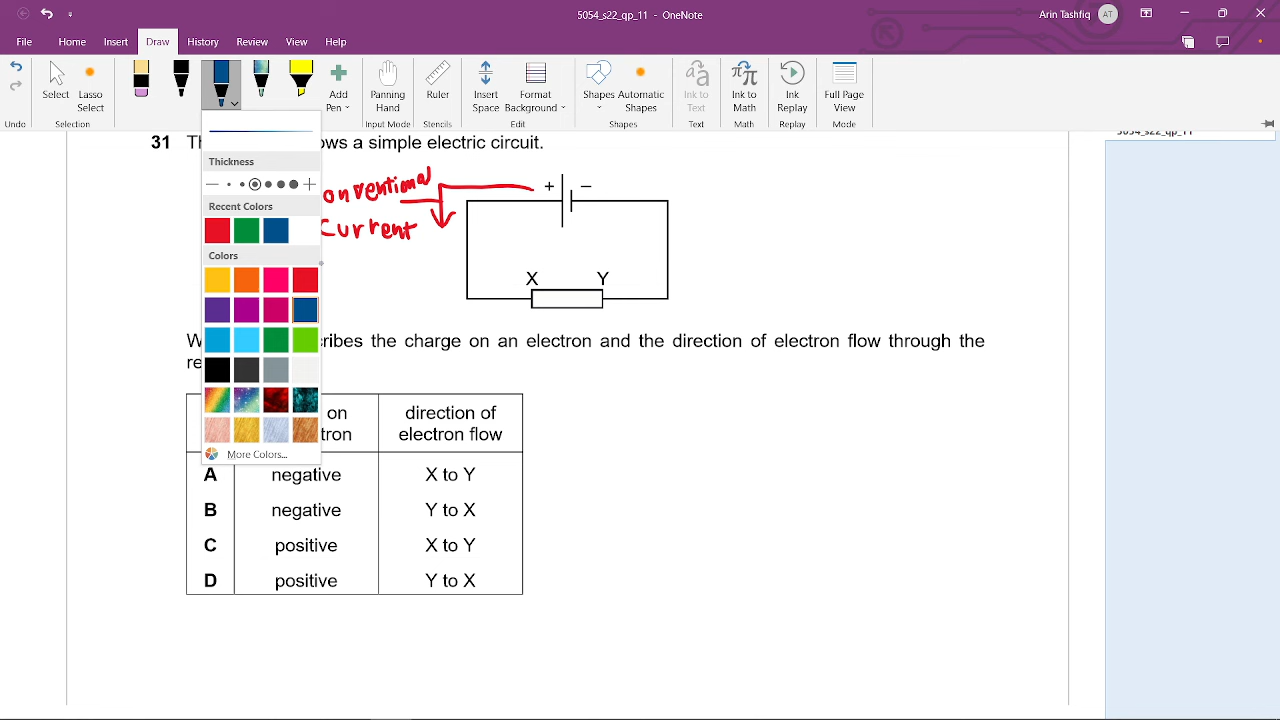 5054_s22_qp_11 - OneNote
Arin Tashfiq AT
File Home Insert Draw History Review View Help
Select Lasso Select Add Pen Panning Hand Ruler Insert Space Format Background Shapes Automatic Shapes Ink to Text Ink to Math Ink Replay Full Page View
Undo Selection Input Mode Stencils Edit Shapes Text Math Replay Mode
5054_s22_qp_11
31 Th ows a simple electric circuit.
Thickness
Recent Colors
Colors
More Colors...
onventional
Current
+ −
X Y
W cribes the charge on an electron and the direction of electron flow through the
re
on direction of
tron electron flow
A negative X to Y
B negative Y to X
C positive X to Y
D positive Y to X